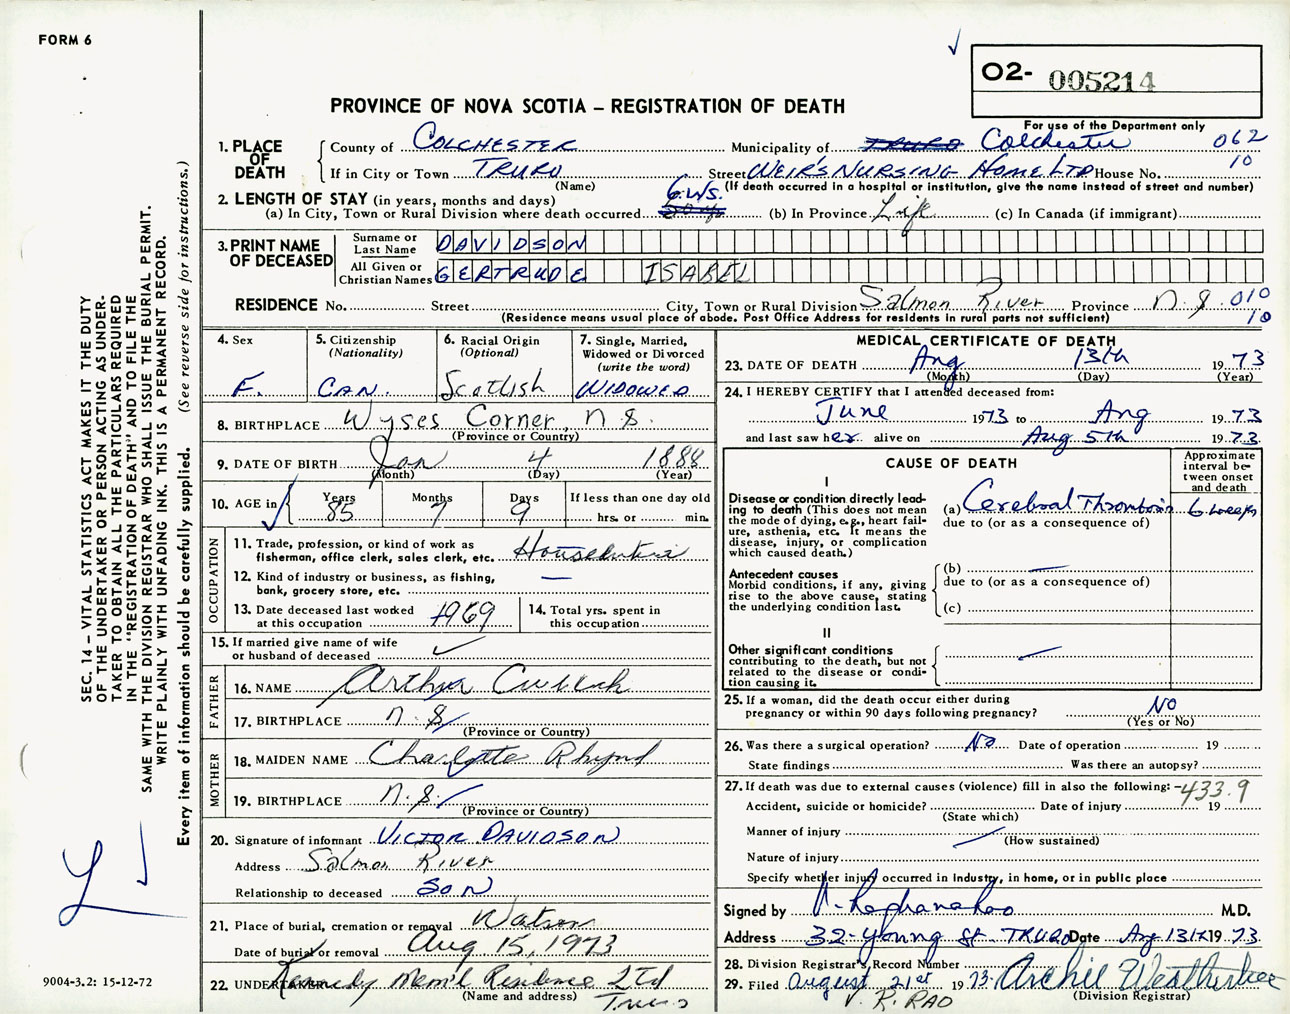 FORM 6
O2- 005214
PROVINCE OF NOVA SCOTIA – REGISTRATION OF DEATH
For use of the Department only
062
10
1. PLACE OF DEATH
County of COLCHESTER Municipality of TRURO Colchester
If in City or Town TRURO Street WEIR'S NURSING HOME LTD House No.
(Name) (If death occurred in a hospital or institution, give the name instead of street and number)
2. LENGTH OF STAY (in years, months and days)
(a) In City, Town or Rural Division where death occurred 6 WS. (b) In Province Life (c) In Canada (if immigrant)
3. PRINT NAME OF DECEASED
Surname or Last Name DAVIDSON
All Given or Christian Names GERTRUDE ISABEL
RESIDENCE No. Street City, Town or Rural Division Salmon River Province N.S. 010
10
(Residence means usual place of abode. Post Office Address for residents in rural parts not sufficient)
4. Sex
F.
5. Citizenship
(Nationality)
CAN.
6. Racial Origin
(Optional)
Scottish
7. Single, Married,
Widowed or Divorced
(write the word)
WIDOWED
8. BIRTHPLACE Wyses Corner, N.S.
(Province or Country)
9. DATE OF BIRTH Jan 4 1888
(Month) (Day) (Year)
10. AGE in Years 85 Months 7 Days 9 If less than one day old
hrs. or min.
OCCUPATION
11. Trade, profession, or kind of work as
fisherman, office clerk, sales clerk, etc. Housewife
12. Kind of industry or business, as fishing,
bank, grocery store, etc. —
13. Date deceased last worked
at this occupation 1969
14. Total yrs. spent in
this occupation
15. If married give name of wife
or husband of deceased
FATHER
16. NAME Arthur
17. BIRTHPLACE N.S.
(Province or Country)
MOTHER
18. MAIDEN NAME Charlotte Rhynd
19. BIRTHPLACE N.S.
(Province or Country)
20. Signature of informant VICTOR DAVIDSON
Address Salmon River
Relationship to deceased SON
21. Place of burial, cremation or removal Watson
Date of burial or removal Aug 15, 1973
22. UNDERTAKER Kennedy Mem'l Residence Ltd
(Name and address) Truro
MEDICAL CERTIFICATE OF DEATH
23. DATE OF DEATH Aug 13th 1973
(Month) (Day) (Year)
24. I HEREBY CERTIFY that I attended deceased from:
June 1973 to Aug 1973
and last saw her alive on Aug 5th 1973
CAUSE OF DEATH
Approximate
interval be-
tween onset
and death
I
Disease or condition directly lead-
ing to death (This does not
mean the mode of dying, e.g., heart fail-
ure, asthenia, etc. It means the
disease, injury, or complication
which caused death.)
(a) Cerebral Thrombosis 6 weeks
due to (or as a consequence of)
Antecedent causes
Morbid conditions, if any, giving
rise to the above cause, stating
the underlying condition last.
(b) —
due to (or as a consequence of)
(c)
II
Other significant conditions
contributing to the death, but not
related to the disease or condi-
tion causing it.
25. If a woman, did the death occur either during
pregnancy or within 90 days following pregnancy? NO
(Yes or No)
26. Was there a surgical operation? No Date of operation 19
State findings Was there an autopsy?
27. If death was due to external causes (violence) fill in also the following: -433.9
Accident, suicide or homicide? Date of injury 19
(State which)
Manner of injury
(How sustained)
Nature of injury
Specify whether injury occurred in industry, in home, or in public place
Signed by M.D.
Address 32 - Young St. TRURO Date Aug 13th 1973
28. Division Registrar's Record Number
29. Filed August 21st 1973 Archie Weatherbee
(Division Registrar)
V. R. RAO
SEC. 14 – VITAL STATISTICS ACT MAKES IT THE DUTY
OF THE UNDERTAKER OR PERSON ACTING AS UNDER-
TAKER TO OBTAIN ALL THE PARTICULARS REQUIRED
IN THE "REGISTRATION OF DEATH" AND TO FILE THE
SAME WITH THE DIVISION REGISTRAR WHO SHALL ISSUE THE BURIAL PERMIT.
WRITE PLAINLY WITH UNFADING INK. THIS IS A PERMANENT RECORD.
Every item of information should be carefully supplied. (See reverse side for instructions.)
9004-3.2: 15-12-72